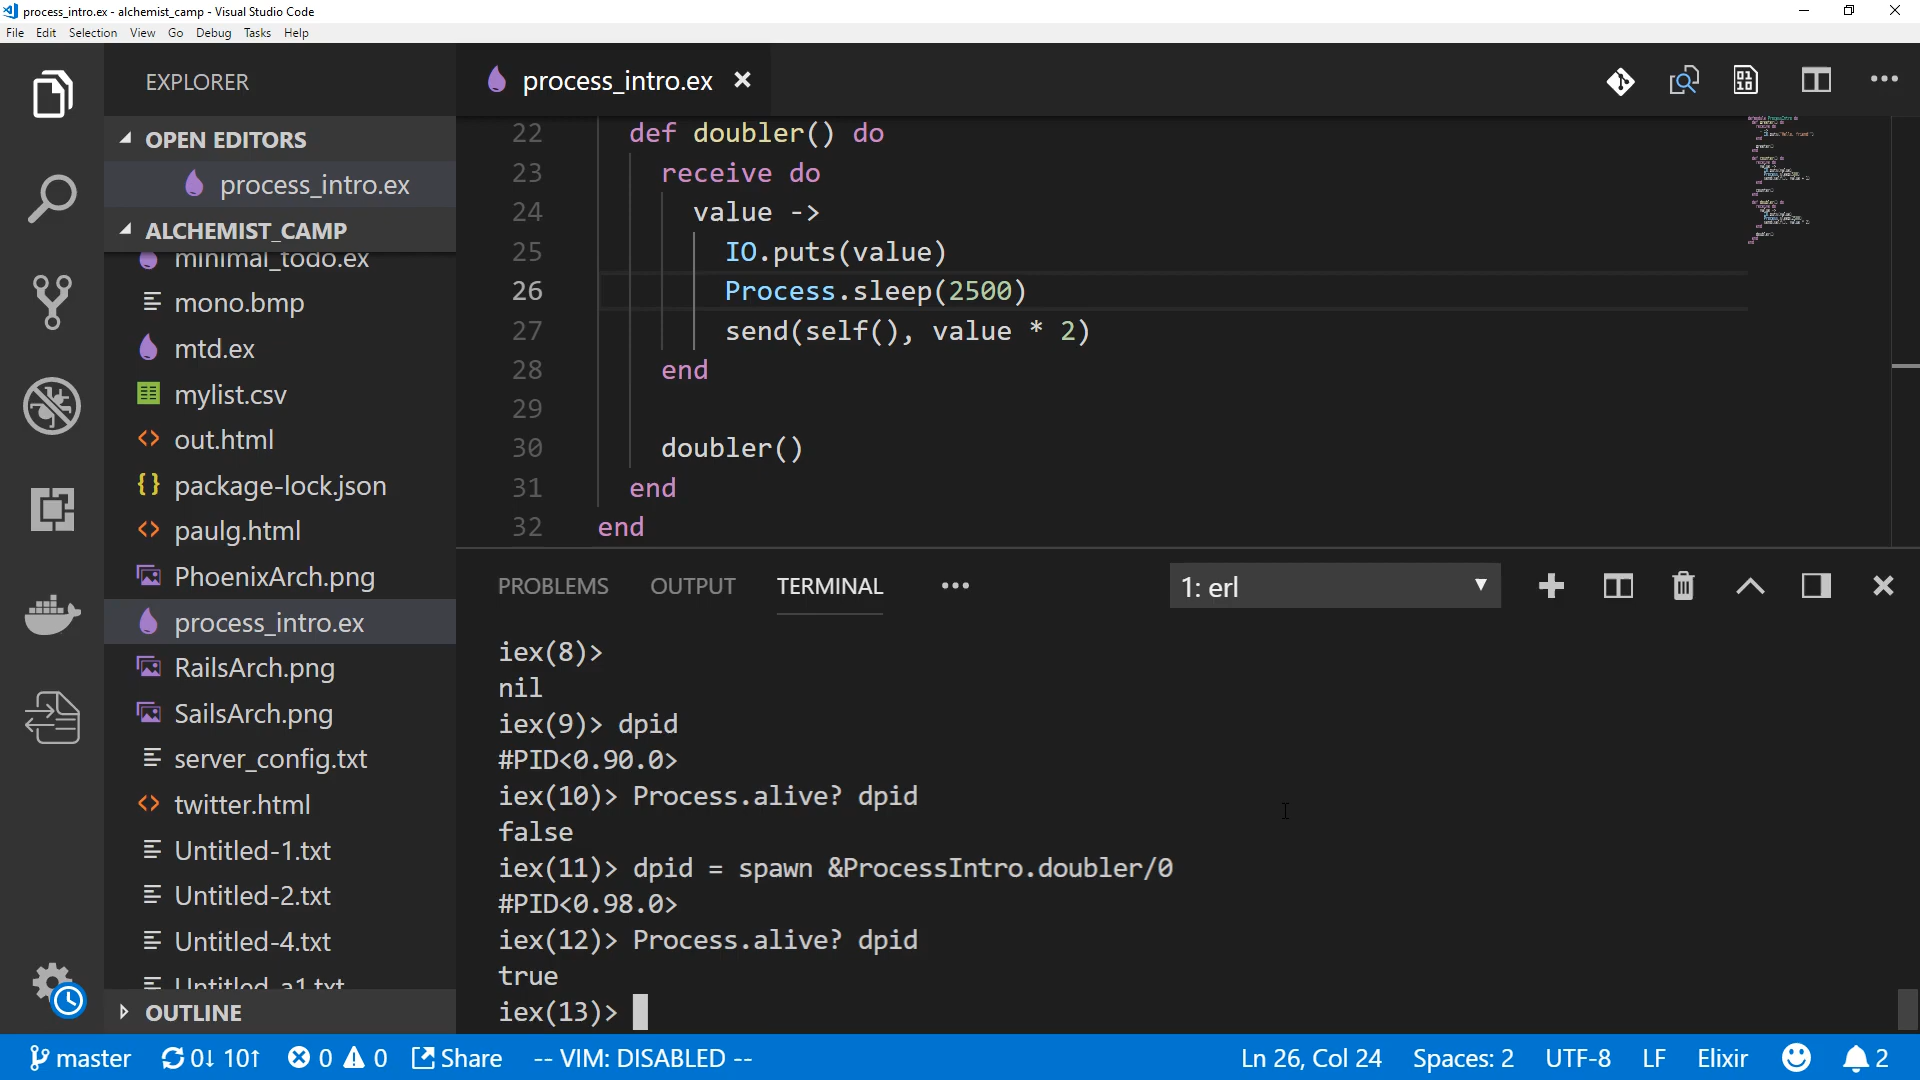 process_intro.ex - alchemist_camp - Visual Studio Code
File Edit Selection View Go Debug Tasks Help
EXPLORER
OPEN EDITORS
process_intro.ex
ALCHEMIST_CAMP
minimal_todo.ex
mono.bmp
mtd.ex
mylist.csv
out.html
package-lock.json
paulg.html
PhoenixArch.png
process_intro.ex
RailsArch.png
SailsArch.png
server_config.txt
twitter.html
Untitled-1.txt
Untitled-2.txt
Untitled-4.txt
Untitled_a1.txt
OUTLINE
process_intro.ex
22 def doubler() do
23 receive do
24 value ->
25 IO.puts(value)
26 Process.sleep(2500)
27 send(self(), value * 2)
28 end
29
30 doubler()
31 end
32 end
PROBLEMS OUTPUT TERMINAL ••• 1: erl
iex(8)>
nil
iex(9)> dpid
#PID<0.90.0>
iex(10)> Process.alive? dpid
false
iex(11)> dpid = spawn &ProcessIntro.doubler/0
#PID<0.98.0>
iex(12)> Process.alive? dpid
true
iex(13)>
master 0↓ 10↑ 0 0 Share -- VIM: DISABLED -- Ln 26, Col 24 Spaces: 2 UTF-8 LF Elixir 2